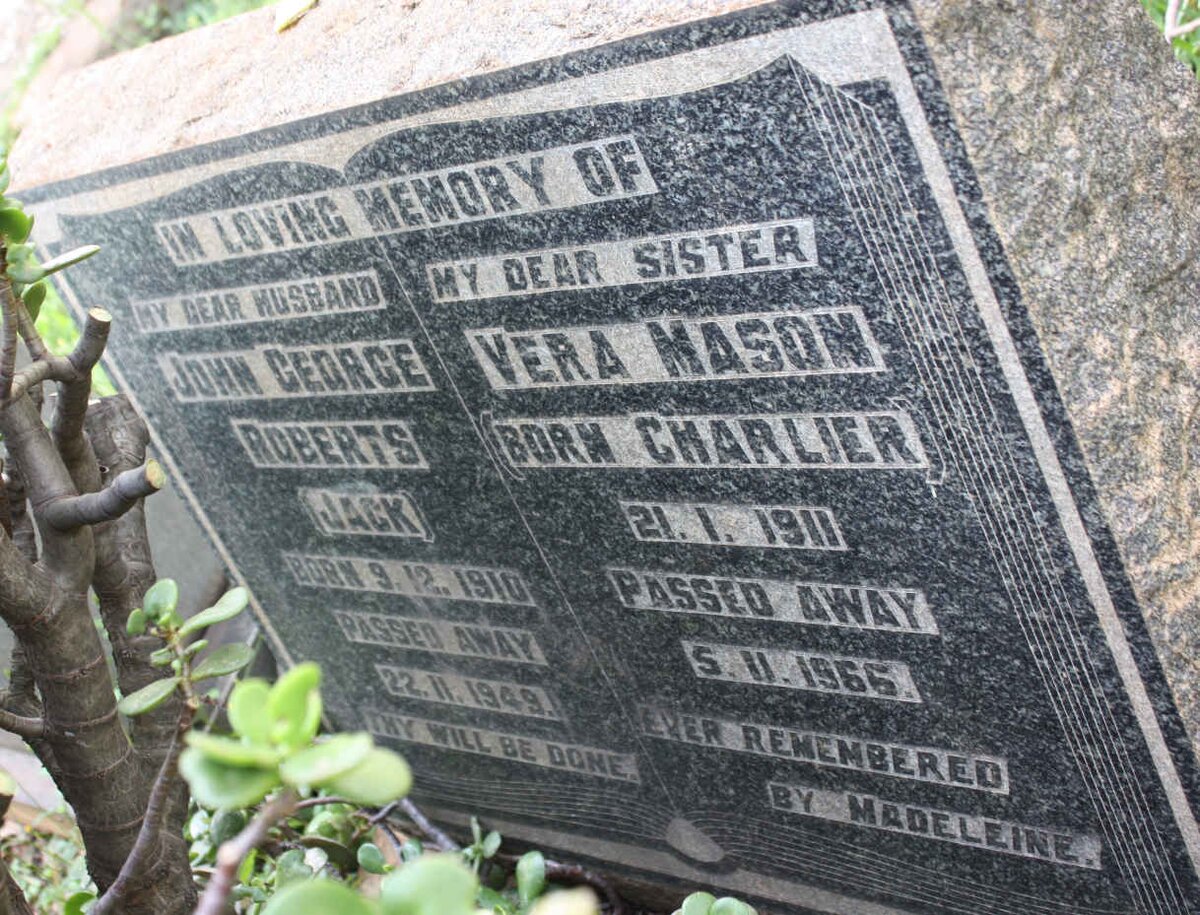 IN LOVING MEMORY OF
MY DEAR HUSBAND
JOHN GEORGE
ROBERTS
(JACK)
BORN 9.12.1910
PASSED AWAY
22.11.1949
THY WILL BE DONE.
MY DEAR SISTER
VERA MASON
(BORN CHARLIER)
21.1.1911
PASSED AWAY
5.11.1965.
EVER REMEMBERED
BY MADELEINE.